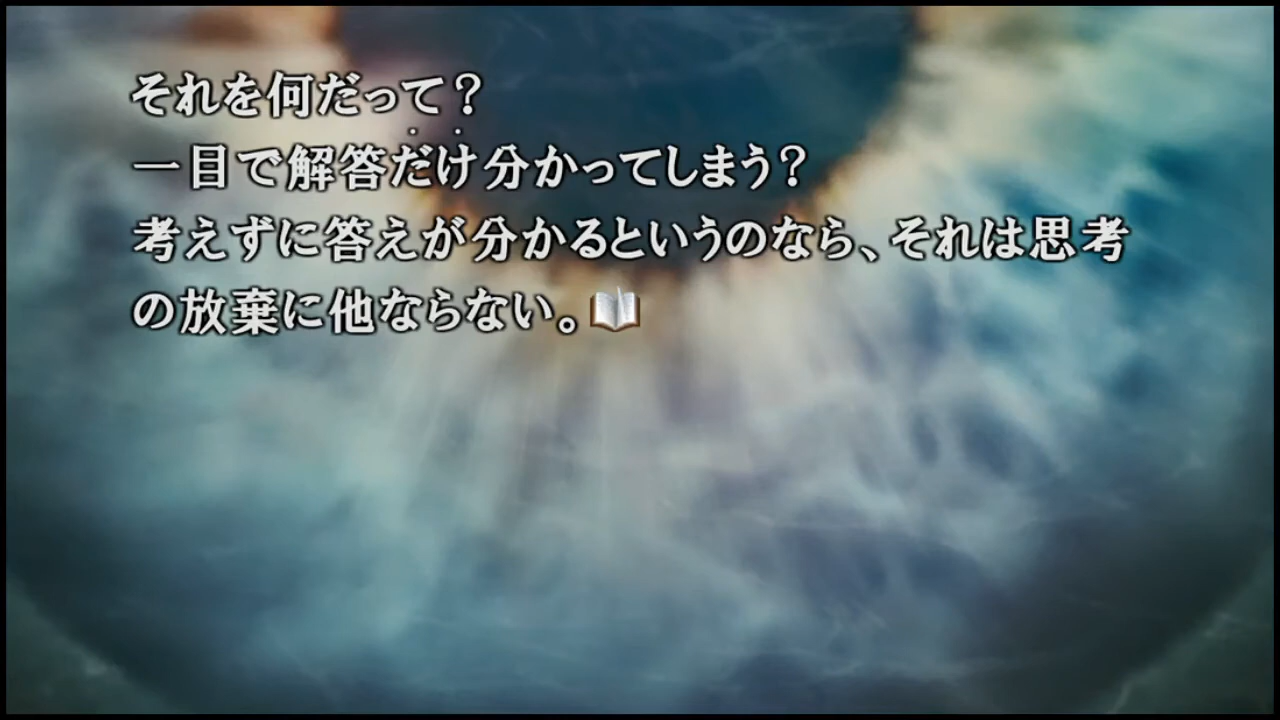 それを何だって？
一目で解答だけ分かってしまう？
考えずに答えが分かるというのなら、それは思考
の放棄に他ならない。